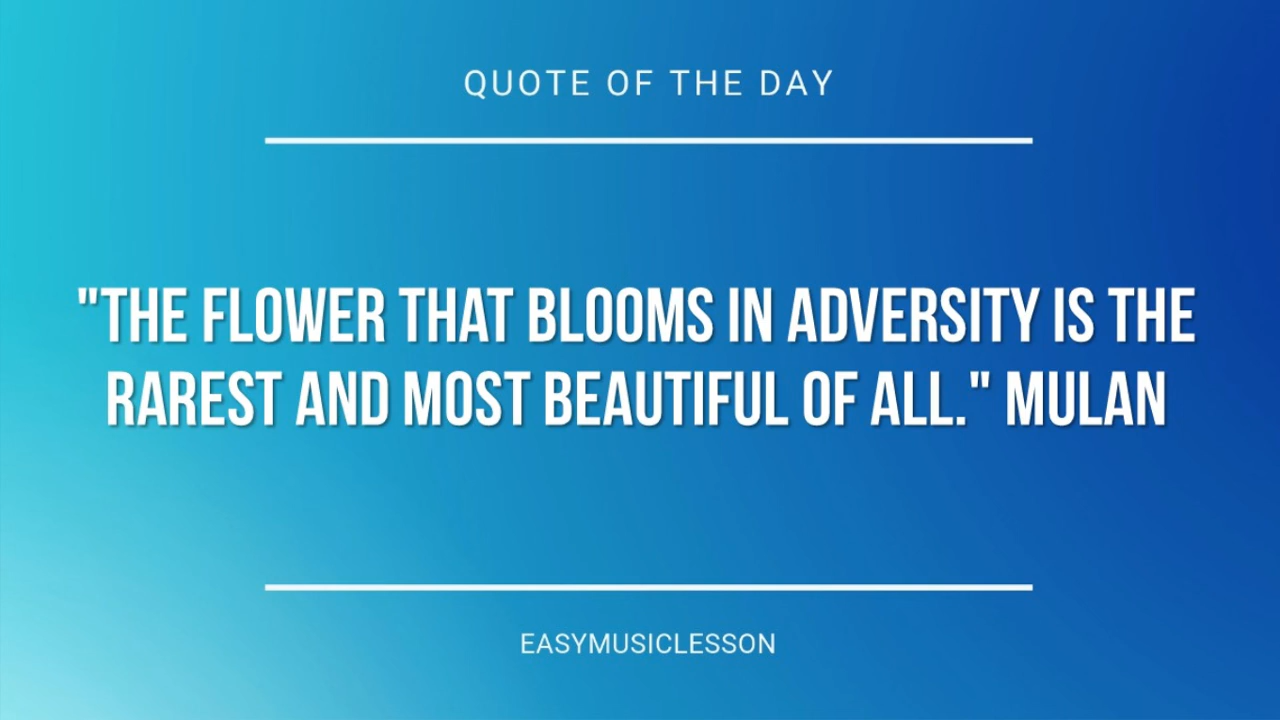 QUOTE OF THE DAY
"THE FLOWER THAT BLOOMS IN ADVERSITY IS THE
RAREST AND MOST BEAUTIFUL OF ALL." MULAN
EASYMUSICLESSON